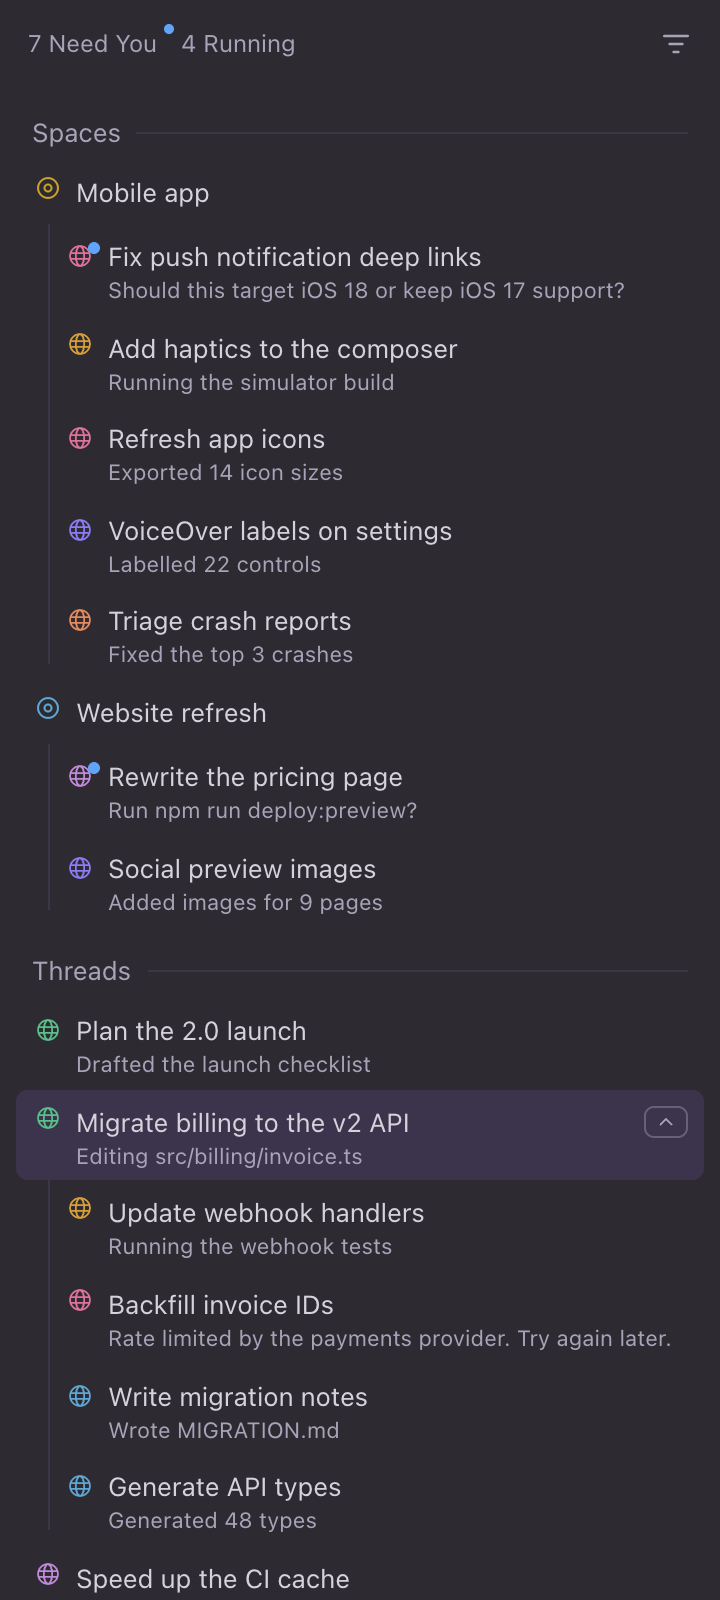 7 Need You 4 Running
Spaces
Mobile app
Fix push notification deep links
Should this target iOS 18 or keep iOS 17 support?
Add haptics to the composer
Running the simulator build
Refresh app icons
Exported 14 icon sizes
VoiceOver labels on settings
Labelled 22 controls
Triage crash reports
Fixed the top 3 crashes
Website refresh
Rewrite the pricing page
Run npm run deploy:preview?
Social preview images
Added images for 9 pages
Threads
Plan the 2.0 launch
Drafted the launch checklist
Migrate billing to the v2 API
Editing src/billing/invoice.ts
Update webhook handlers
Running the webhook tests
Backfill invoice IDs
Rate limited by the payments provider. Try again later.
Write migration notes
Wrote MIGRATION.md
Generate API types
Generated 48 types
Speed up the CI cache